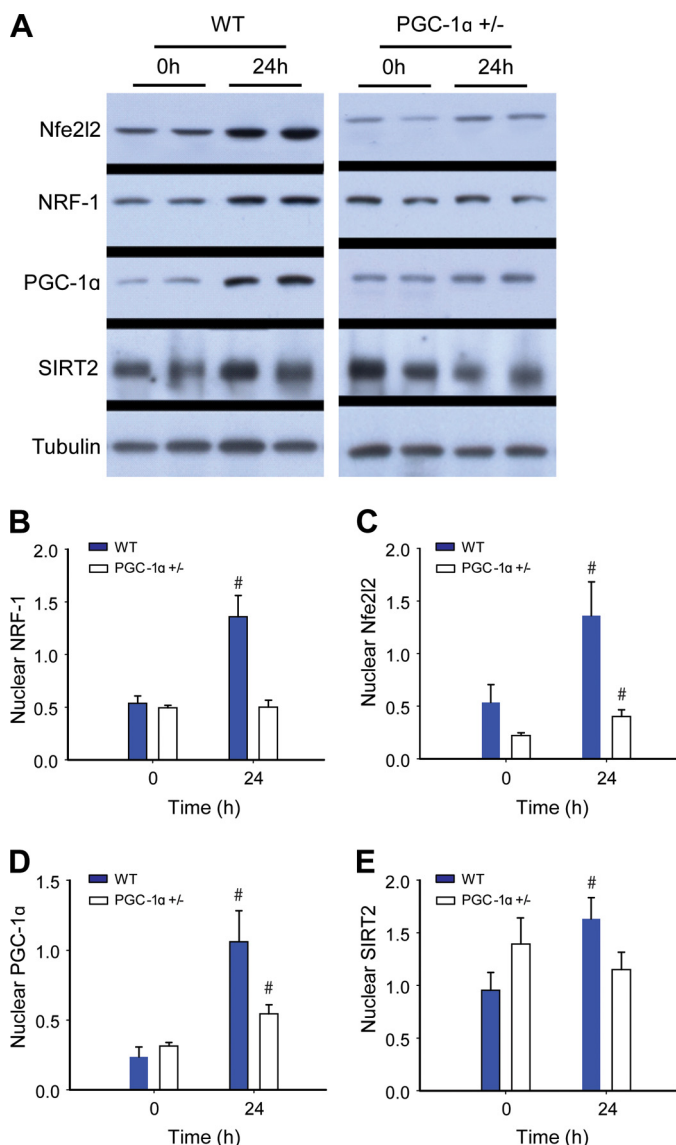 A
WT PGC-1α +/-
0h 24h 0h 24h
Nfe2l2
NRF-1
PGC-1α
SIRT2
Tubulin
B
WT
PGC-1α +/-
Nuclear NRF-1
2.0
1.5
1.0
0.5
0.0
#
0 24
Time (h)
C
WT
PGC-1α +/-
Nuclear Nfe2l2
2.0
1.5
1.0
0.5
0.0
#
#
0 24
Time (h)
D
WT
PGC-1α +/-
Nuclear PGC-1α
1.5
1.0
0.5
0.0
#
#
0 24
Time (h)
E
WT
PGC-1α +/-
Nuclear SIRT2
2.0
1.5
1.0
0.5
0.0
#
0 24
Time (h)